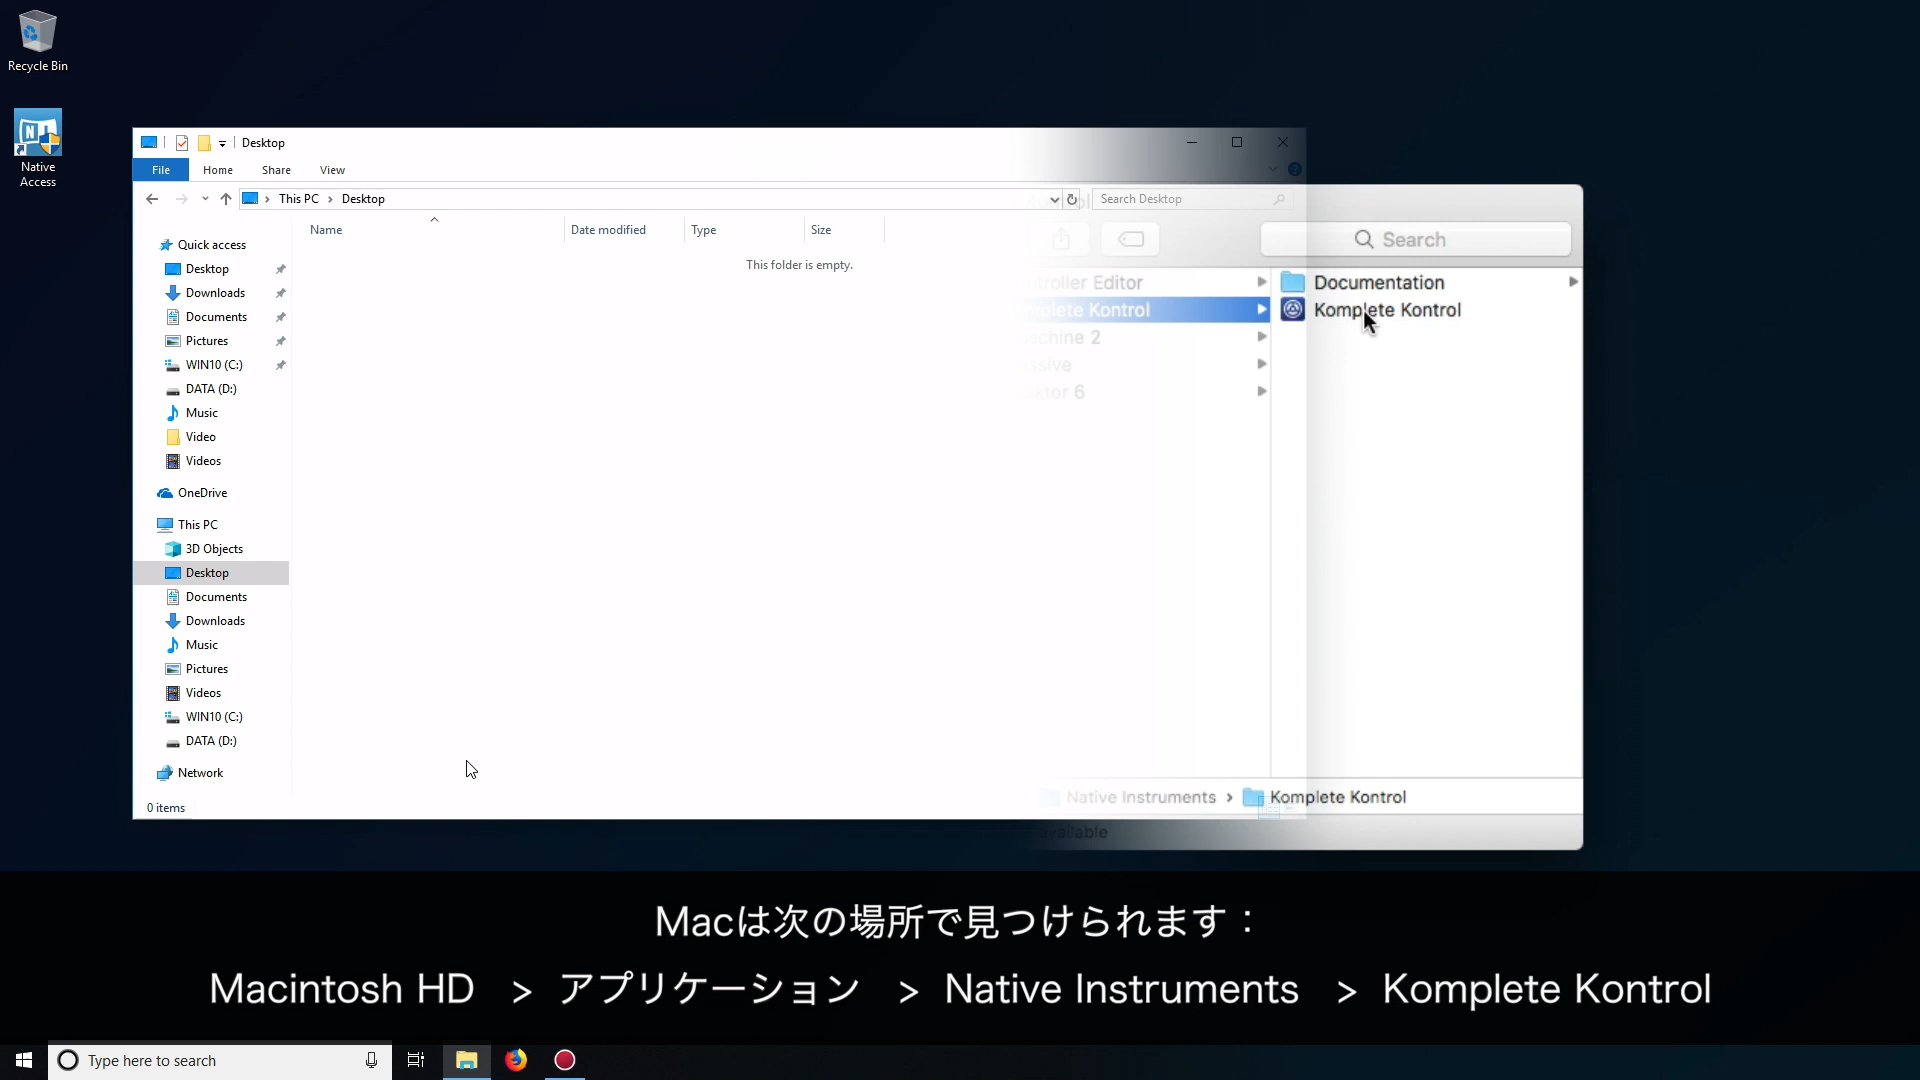 Recycle Bin
Native
Access
Desktop
File Home Share View
This PC Desktop
Search Desktop
Name Date modified Type Size
This folder is empty.
Quick access
Desktop
Downloads
Documents
Pictures
WIN10 (C:)
DATA (D:)
Music
Video
Videos
OneDrive
This PC
3D Objects
Desktop
Documents
Downloads
Music
Pictures
Videos
WIN10 (C:)
DATA (D:)
Network
0 items
Search
Editor
Kontrol
2
6
Documentation
Komplete Kontrol
Native Instruments › Komplete Kontrol
Macは次の場所で見つけられます：
Macintosh HD > アプリケーション > Native Instruments > Komplete Kontrol
Type here to search